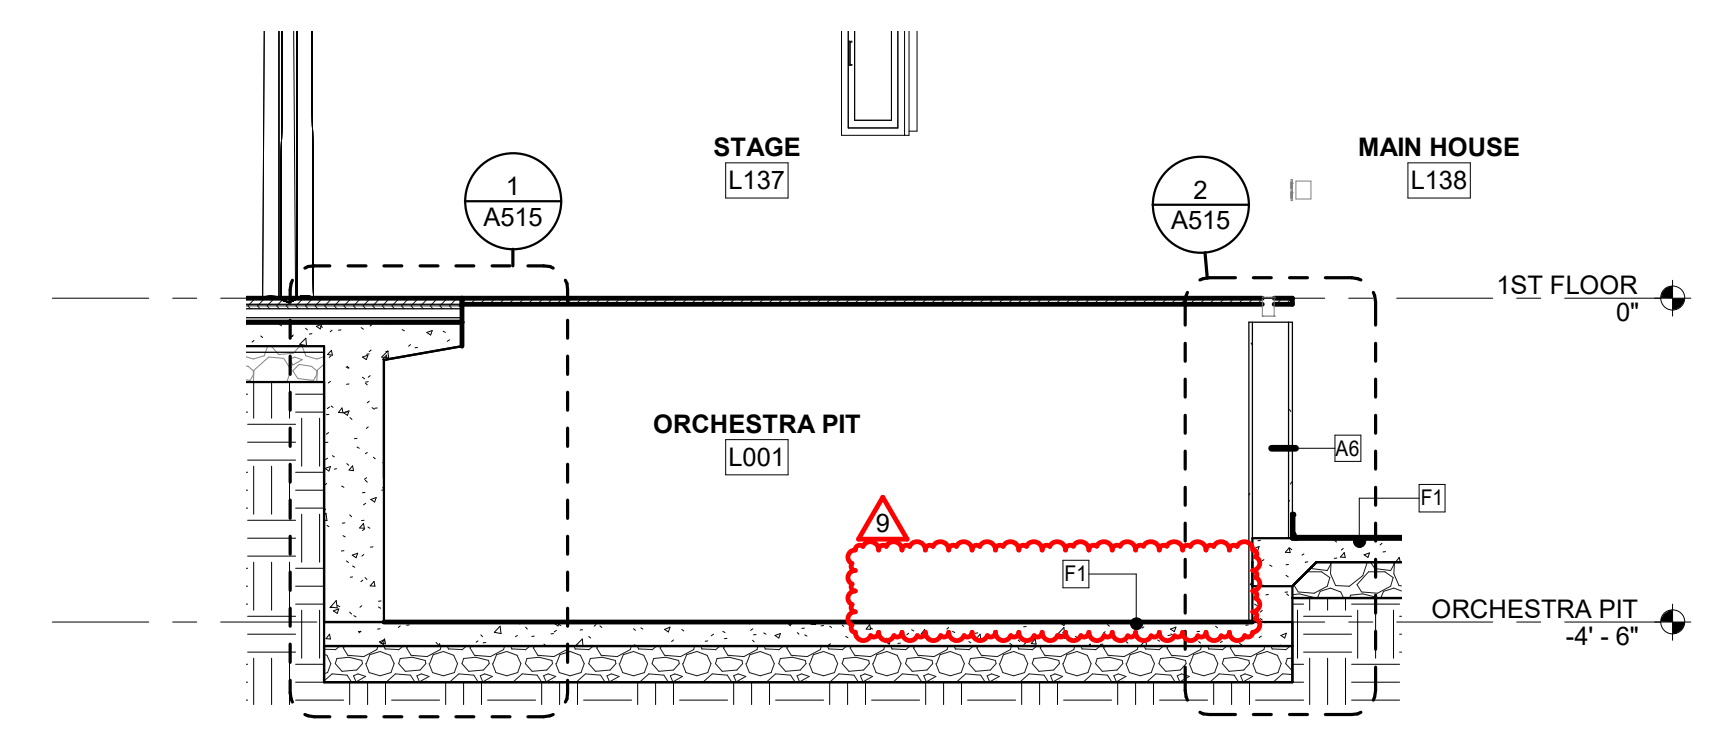 STAGE
L137
MAIN HOUSE
L138
1
A515
2
A515
1ST FLOOR
0"
ORCHESTRA PIT
L001
A6
F1
9
F1
ORCHESTRA PIT
-4' - 6"